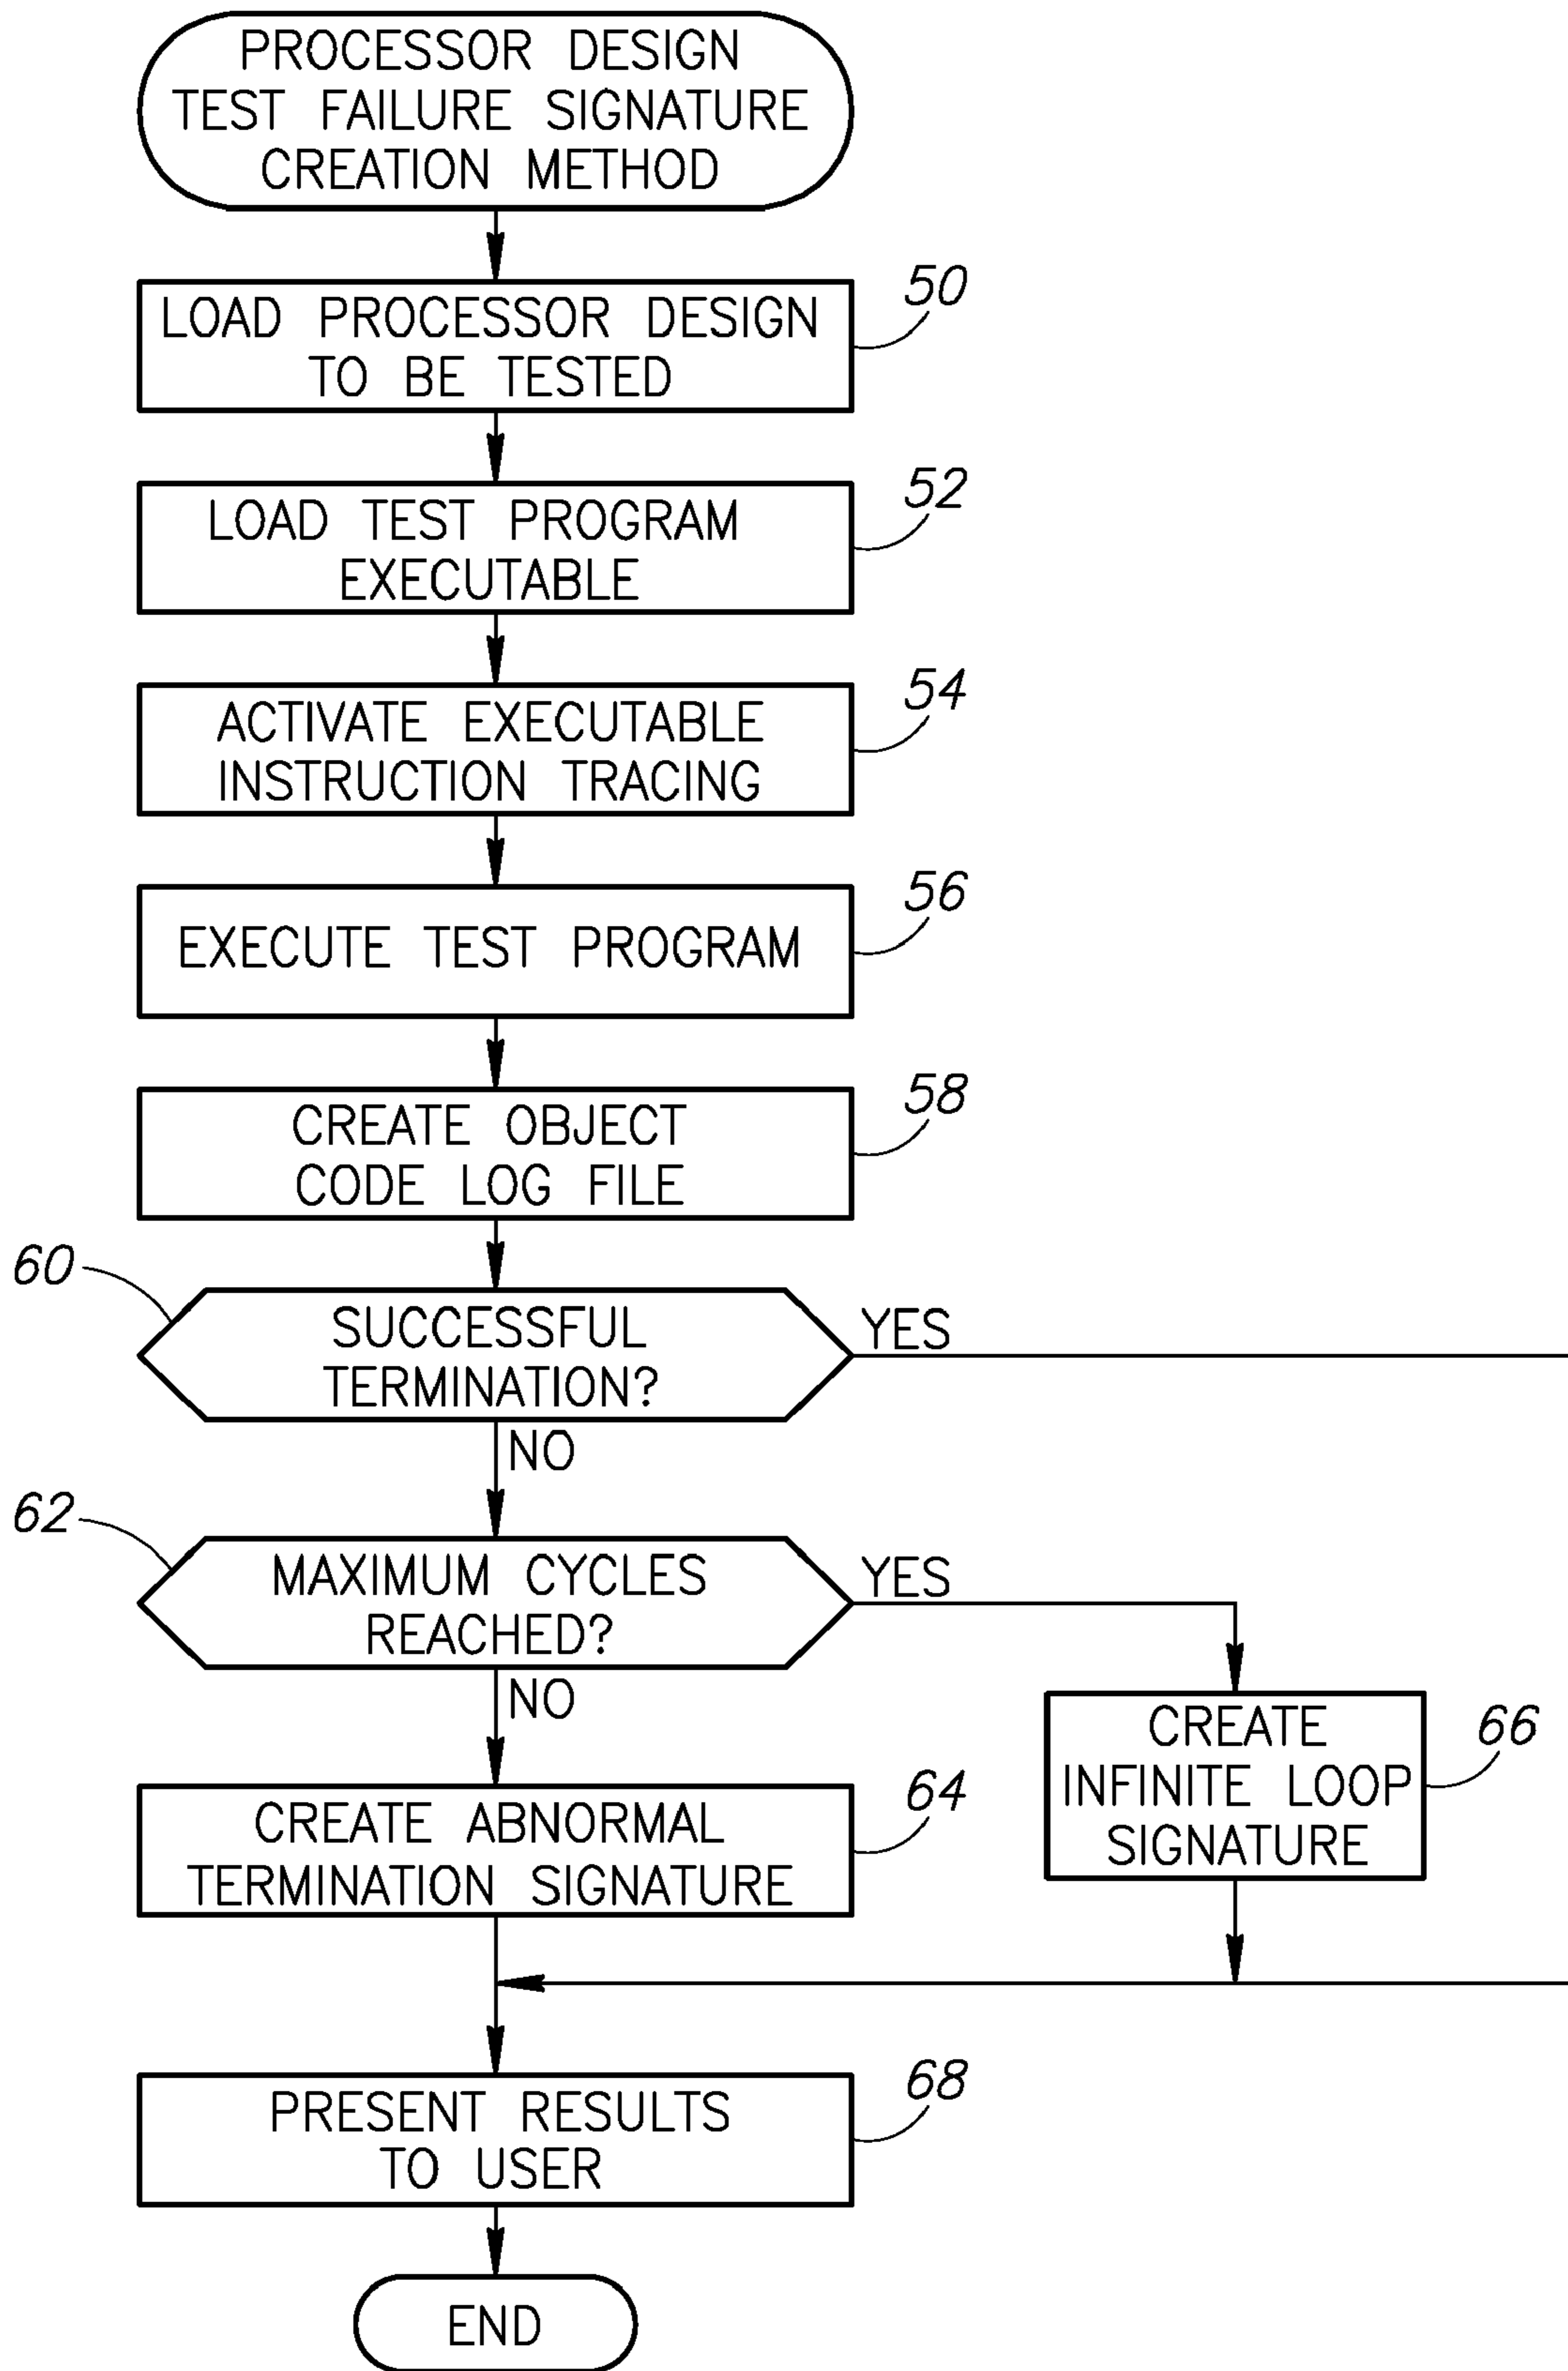 PROCESSOR DESIGN
TEST FAILURE SIGNATURE
CREATION METHOD
50
LOAD PROCESSOR DESIGN
TO BE TESTED
52
LOAD TEST PROGRAM
EXECUTABLE
54
ACTIVATE EXECUTABLE
INSTRUCTION TRACING
56
EXECUTE TEST PROGRAM
58
CREATE OBJECT
CODE LOG FILE
60
SUCCESSFUL
TERMINATION?
YES
NO
62
MAXIMUM CYCLES
REACHED?
YES
NO
CREATE
INFINITE LOOP
SIGNATURE
66
64
CREATE ABNORMAL
TERMINATION SIGNATURE
68
PRESENT RESULTS
TO USER
END